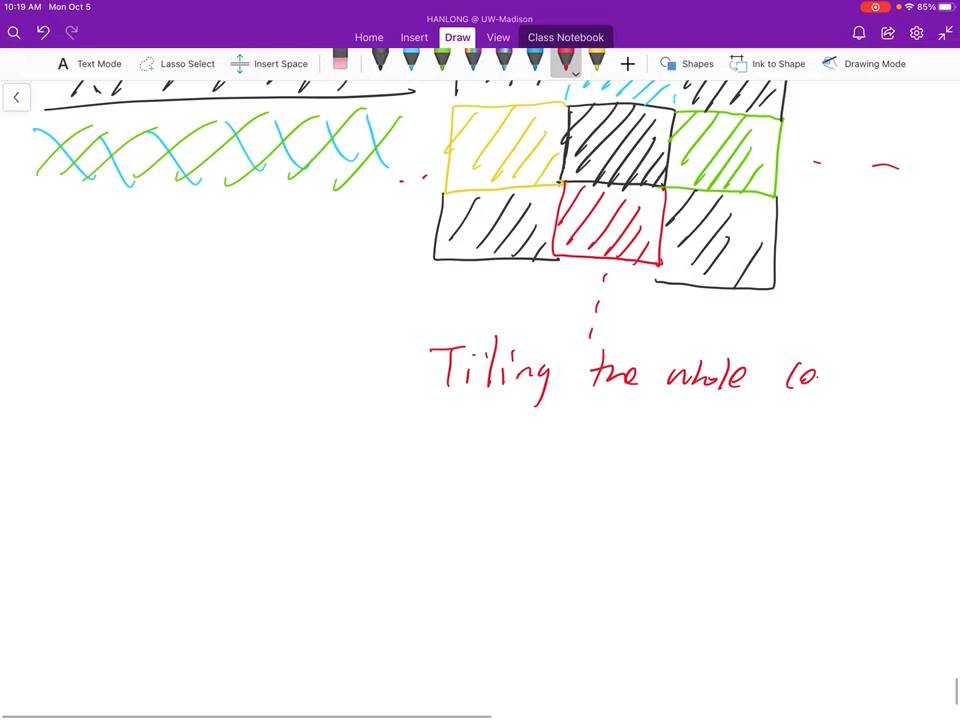 10:19 AM Mon Oct 5
85%
HANLONG @ UW-Madison
Home Insert Draw View Class Notebook
Text Mode Lasso Select Insert Space Shapes Ink to Shape Drawing Mode
Tiling the whole co